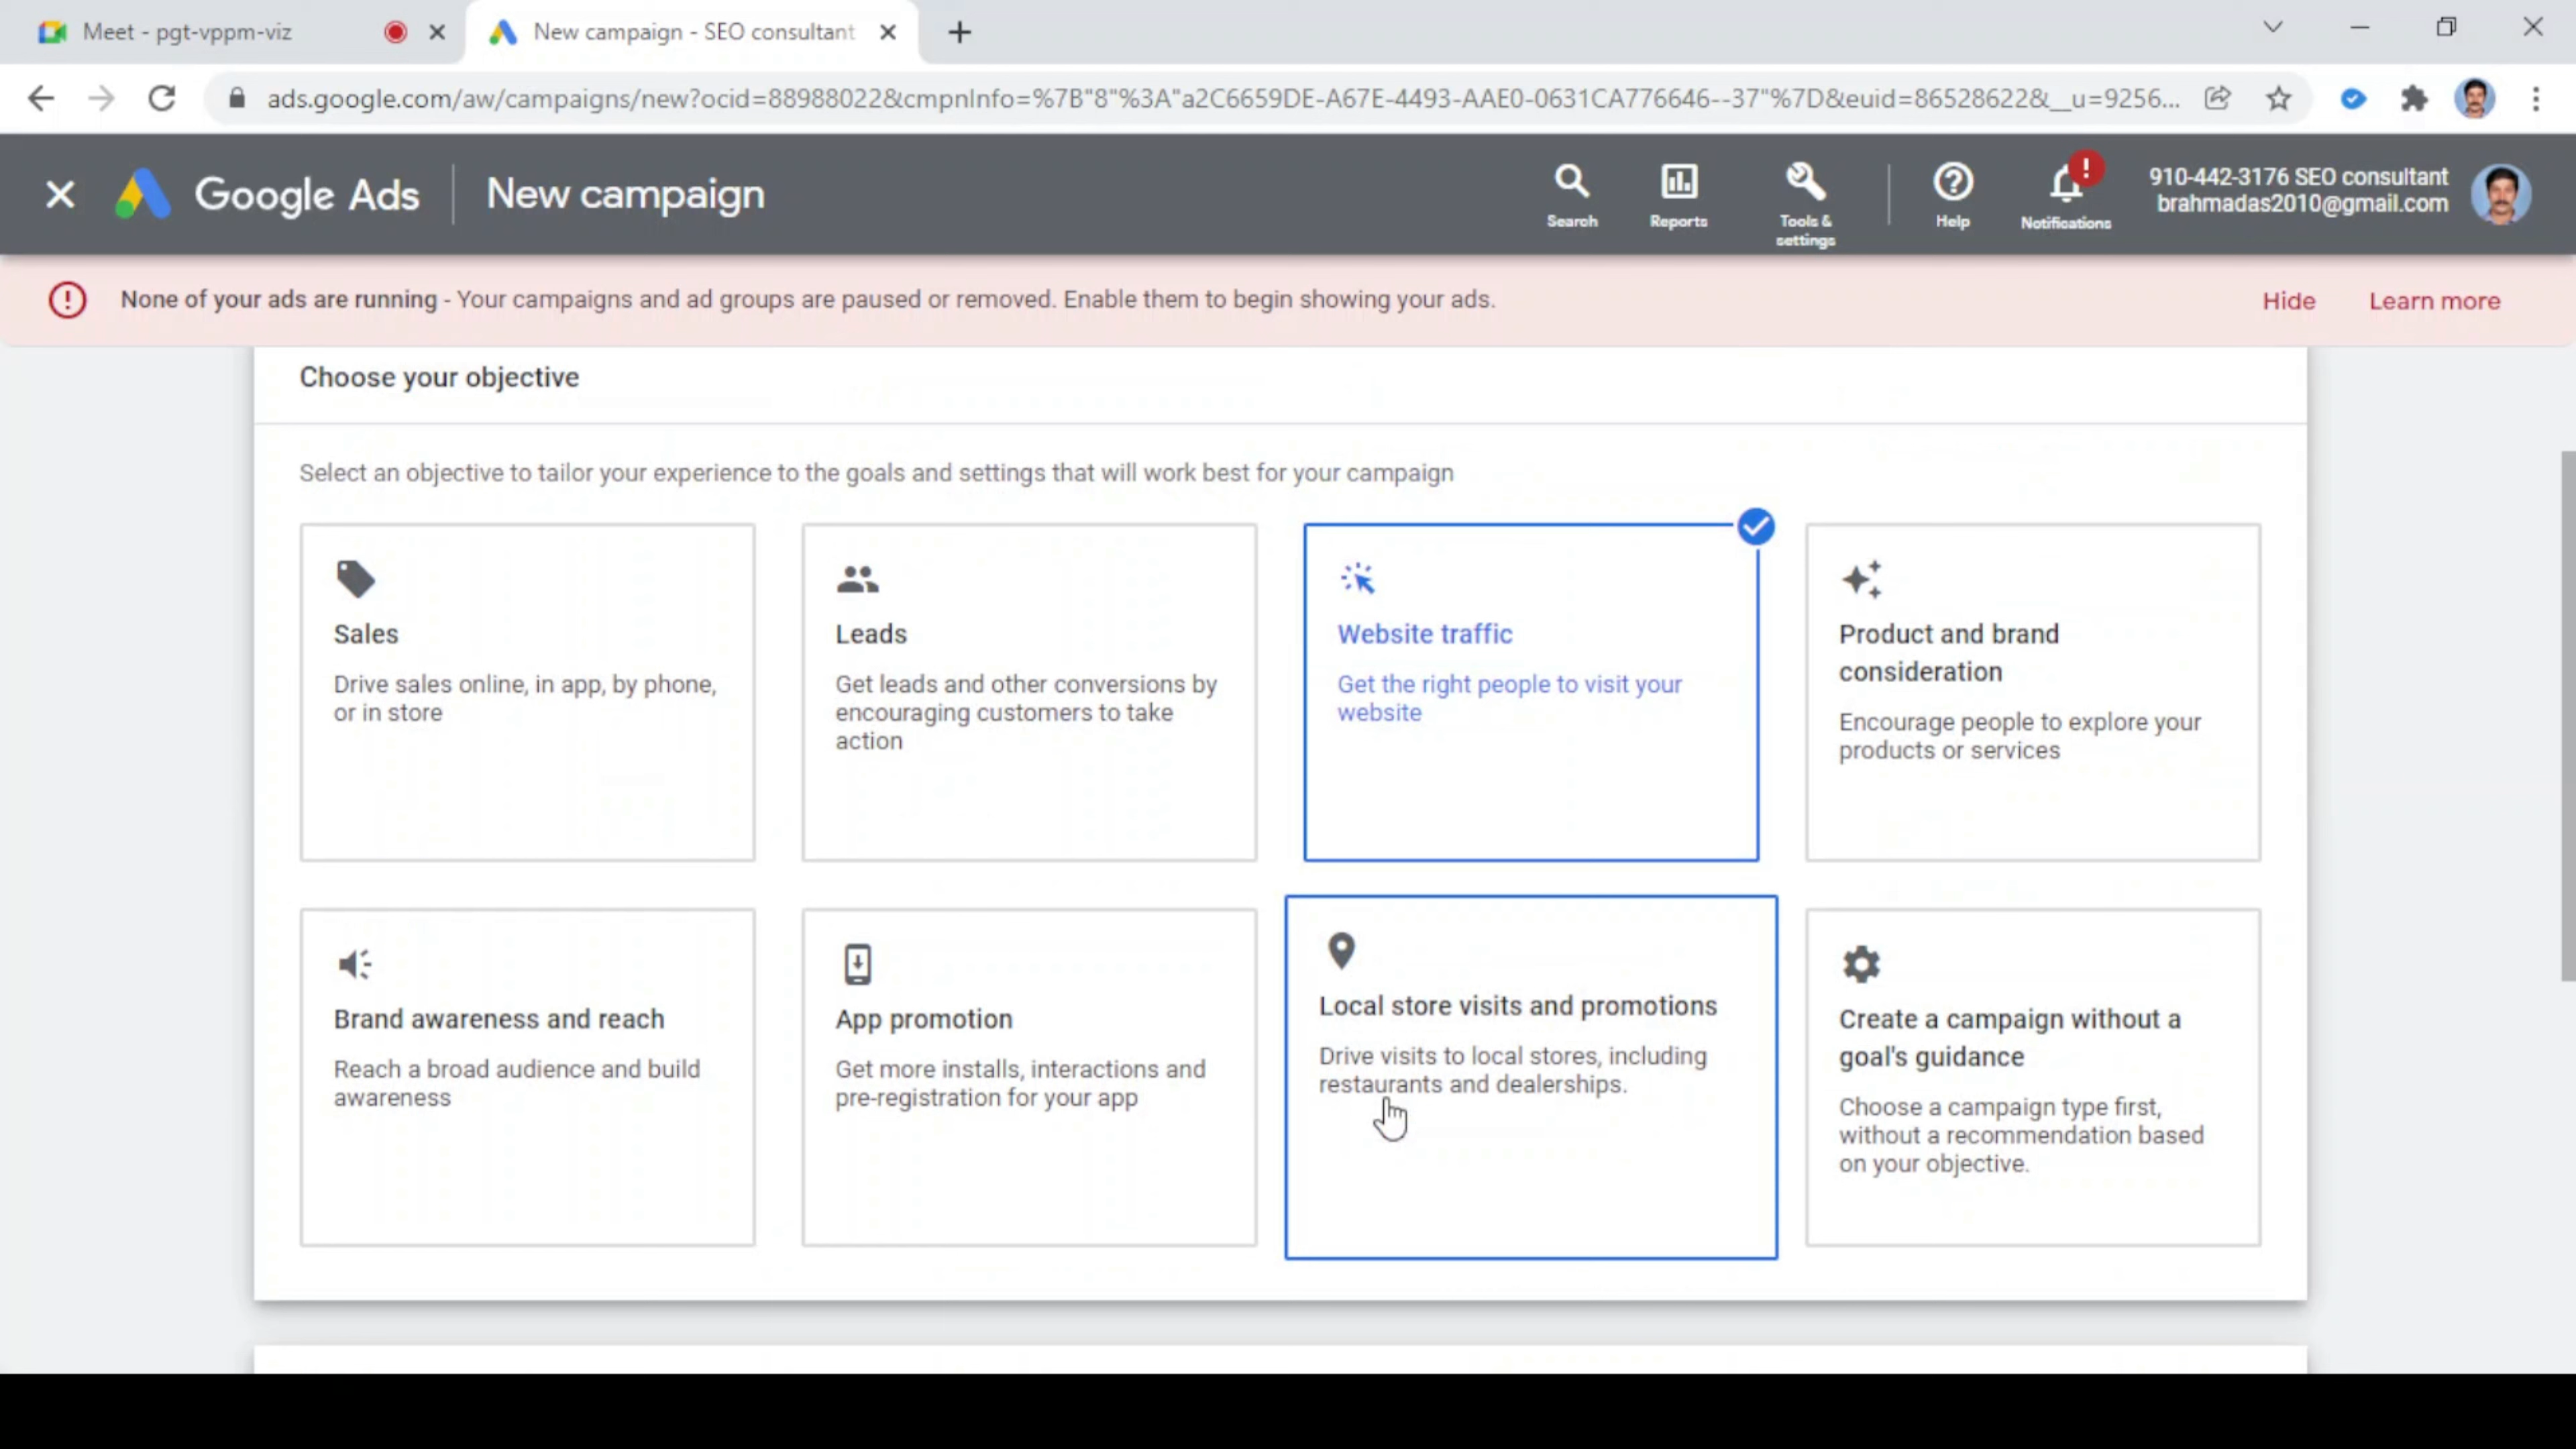 Meet - pgt-vppm-viz
New campaign - SEO consultant
ads.google.com/aw/campaigns/new?ocid=88988022&cmpnInfo=%7B"8"%3A"a2C6659DE-A67E-4493-AAE0-0631CA776646--37"%7D&euid=86528622&__u=9256...
Google Ads
New campaign
Search
Reports
Tools &
settings
Help
!
Notifications
910-442-3176 SEO consultant
brahmadas2010@gmail.com
None of your ads are running - Your campaigns and ad groups are paused or removed. Enable them to begin showing your ads.
Hide
Learn more
Choose your objective
Select an objective to tailor your experience to the goals and settings that will work best for your campaign
Sales
Drive sales online, in app, by phone,
or in store
Leads
Get leads and other conversions by
encouraging customers to take
action
Website traffic
Get the right people to visit your
website
Product and brand
consideration
Encourage people to explore your
products or services
Brand awareness and reach
Reach a broad audience and build
awareness
App promotion
Get more installs, interactions and
pre-registration for your app
Local store visits and promotions
Drive visits to local stores, including
restaurants and dealerships.
Create a campaign without a
goal's guidance
Choose a campaign type first,
without a recommendation based
on your objective.